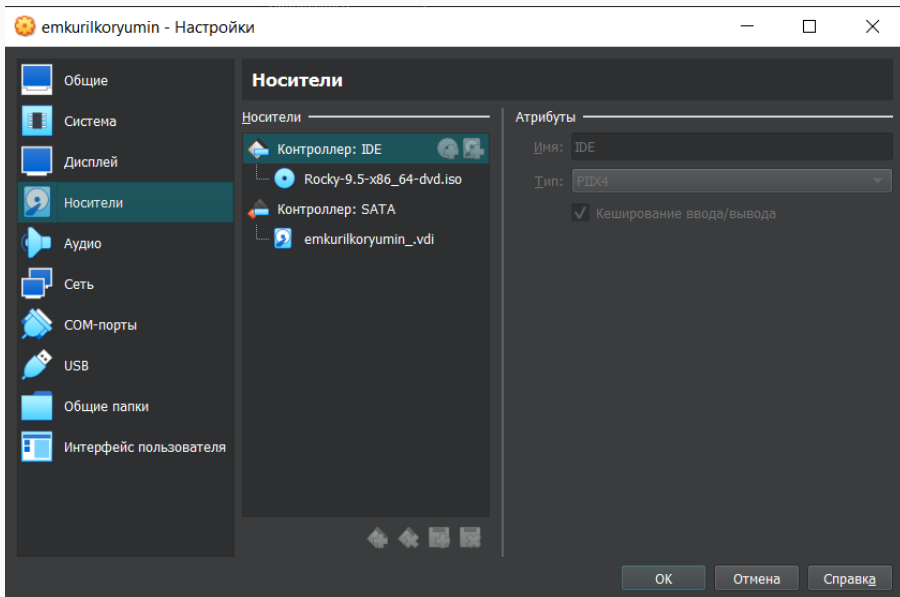 emkurilkoryumin - Настройки
Общие
Система
Дисплей
Носители
Аудио
Сеть
COM-порты
USB
Общие папки
Интерфейс пользователя
Носители
Носители
Контроллер: IDE
Rocky-9.5-x86_64-dvd.iso
Контроллер: SATA
emkurilkoryumin_.vdi
Атрибуты
Имя: IDE
Тип: PIIX4
Кеширование ввода/вывода
OK Отмена Справка